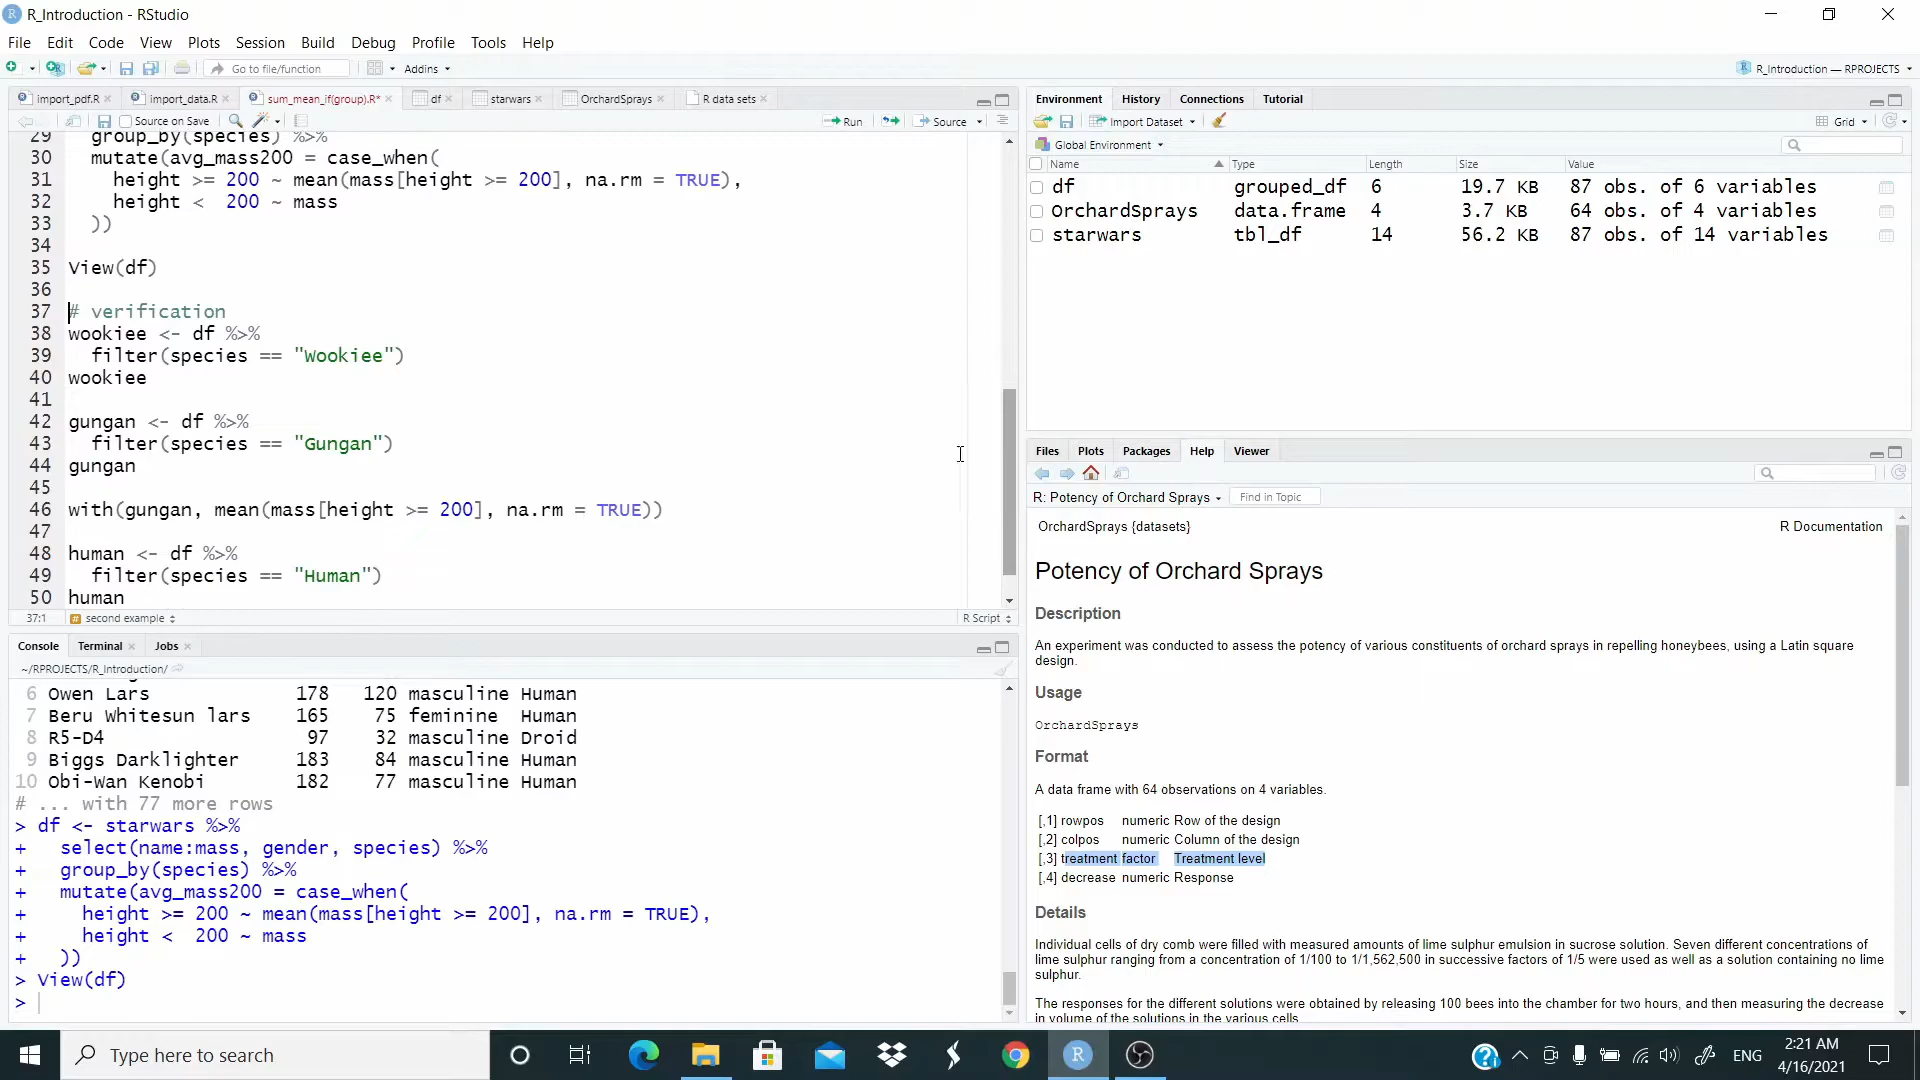 R_Introduction - RStudio
File Edit Code View Plots Session Build Debug Profile Tools Help
Go to file/function Addins
R_Introduction — RPROJECTS
import_pdf.R import_data.R sum_mean_if(group).R* df starwars OrchardSprays R data sets
Source on Save Run Source
29 group_by(species) %>%
30 mutate(avg_mass200 = case_when(
31 height >= 200 ~ mean(mass[height >= 200], na.rm = TRUE),
32 height < 200 ~ mass
33 ))
34
35 View(df)
36
37 # verification
38 wookiee <- df %>%
39 filter(species == "Wookiee")
40 wookiee
41
42 gungan <- df %>%
43 filter(species == "Gungan")
44 gungan
45
46 with(gungan, mean(mass[height >= 200], na.rm = TRUE))
47
48 human <- df %>%
49 filter(species == "Human")
50 human
37:1 second example R Script
Console Terminal Jobs
~/RPROJECTS/R_Introduction/
6 Owen Lars 178 120 masculine Human
7 Beru Whitesun lars 165 75 feminine Human
8 R5-D4 97 32 masculine Droid
9 Biggs Darklighter 183 84 masculine Human
10 Obi-Wan Kenobi 182 77 masculine Human
# ... with 77 more rows
> df <- starwars %>%
+ select(name:mass, gender, species) %>%
+ group_by(species) %>%
+ mutate(avg_mass200 = case_when(
+ height >= 200 ~ mean(mass[height >= 200], na.rm = TRUE),
+ height < 200 ~ mass
+ ))
> View(df)
>
Environment History Connections Tutorial
Import Dataset Grid
Global Environment
Name Type Length Size Value
df grouped_df 6 19.7 KB 87 obs. of 6 variables
OrchardSprays data.frame 4 3.7 KB 64 obs. of 4 variables
starwars tbl_df 14 56.2 KB 87 obs. of 14 variables
Files Plots Packages Help Viewer
R: Potency of Orchard Sprays Find in Topic
OrchardSprays {datasets} R Documentation
Potency of Orchard Sprays
Description
An experiment was conducted to assess the potency of various constituents of orchard sprays in repelling honeybees, using a Latin square
design.
Usage
OrchardSprays
Format
A data frame with 64 observations on 4 variables.
[,1] rowpos numeric Row of the design
[,2] colpos numeric Column of the design
[,3] treatment factor Treatment level
[,4] decrease numeric Response
Details
Individual cells of dry comb were filled with measured amounts of lime sulphur emulsion in sucrose solution. Seven different concentrations of
lime sulphur ranging from a concentration of 1/100 to 1/1,562,500 in successive factors of 1/5 were used as well as a solution containing no lime
sulphur.
The responses for the different solutions were obtained by releasing 100 bees into the chamber for two hours, and then measuring the decrease
in volume of the solutions in the various cells.
Type here to search
ENG
2:21 AM
4/16/2021